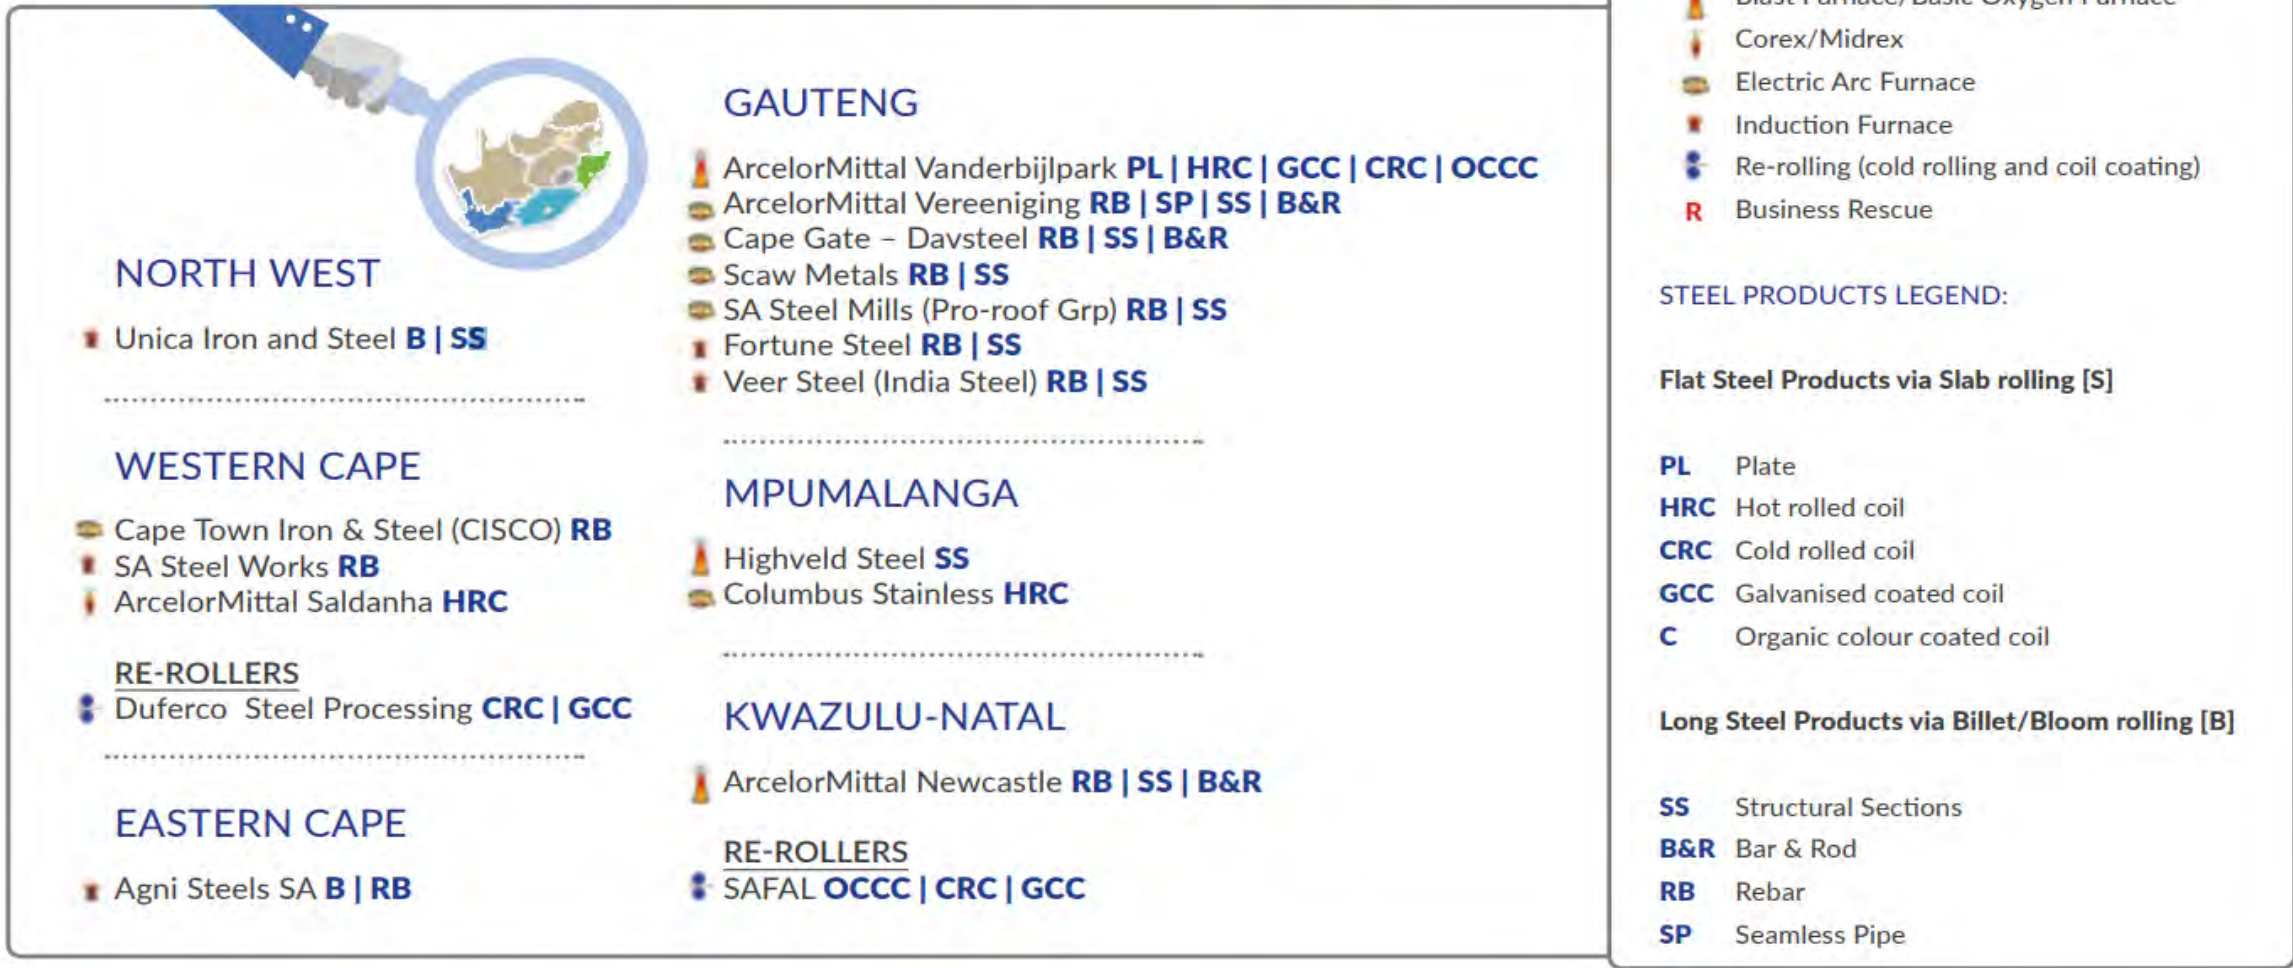 NORTH WEST
Unica Iron and Steel B | SS
WESTERN CAPE
Cape Town Iron & Steel (CISCO) RB
SA Steel Works RB
ArcelorMittal Saldanha HRC
RE-ROLLERS
Duferco Steel Processing CRC | GCC
EASTERN CAPE
Agni Steels SA B | RB
GAUTENG
ArcelorMittal Vanderbijlpark PL | HRC | GCC | CRC | OCCC
ArcelorMittal Vereeniging RB | SP | SS | B&R
Cape Gate – Davsteel RB | SS | B&R
Scaw Metals RB | SS
SA Steel Mills (Pro-roof Grp) RB | SS
Fortune Steel RB | SS
Veer Steel (India Steel) RB | SS
MPUMALANGA
Highveld Steel SS
Columbus Stainless HRC
KWAZULU-NATAL
ArcelorMittal Newcastle RB | SS | B&R
RE-ROLLERS
SAFAL OCCC | CRC | GCC
Blast Furnace/Basic Oxygen Furnace
Corex/Midrex
Electric Arc Furnace
Induction Furnace
Re-rolling (cold rolling and coil coating)
R Business Rescue
STEEL PRODUCTS LEGEND:
Flat Steel Products via Slab rolling [S]
PL Plate
HRC Hot rolled coil
CRC Cold rolled coil
GCC Galvanised coated coil
C Organic colour coated coil
Long Steel Products via Billet/Bloom rolling [B]
SS Structural Sections
B&R Bar & Rod
RB Rebar
SP Seamless Pipe